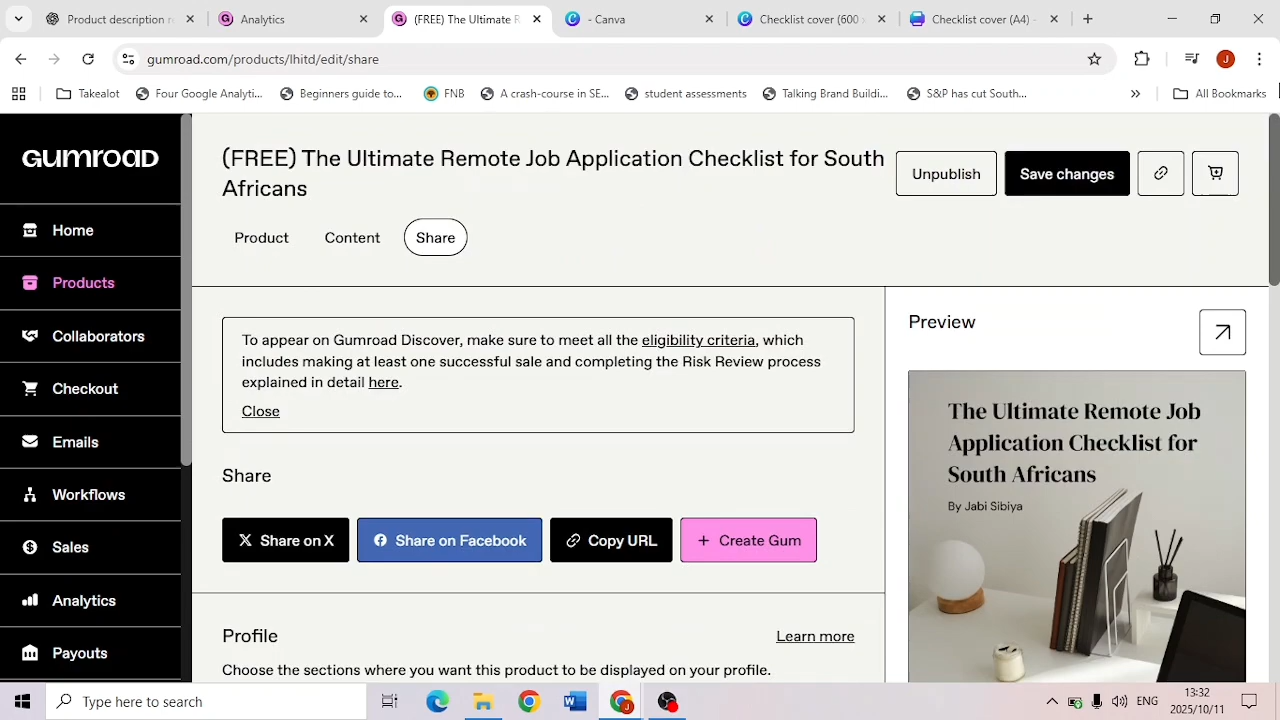 Product description r
Analytics
(FREE) The Ultimate R
- Canva
Checklist cover (600
Checklist cover (A4) -
gumroad.com/products/lhitd/edit/share
J
Takealot
Four Google Analyti...
Beginners guide to...
FNB
A crash-course in SE...
student assessments
Talking Brand Buildi...
S&P has cut South...
All Bookmarks
GUMROAD
Home
Products
Collaborators
Checkout
Emails
Workflows
Sales
Analytics
Payouts
(FREE) The Ultimate Remote Job Application Checklist for South
Africans
Unpublish
Save changes
Product
Content
Share
To appear on Gumroad Discover, make sure to meet all the eligibility criteria, which
includes making at least one successful sale and completing the Risk Review process
explained in detail here.
Close
Share
Share on X
Share on Facebook
Copy URL
Create Gum
Profile
Learn more
Choose the sections where you want this product to be displayed on your profile.
Preview
The Ultimate Remote Job
Application Checklist for
South Africans
By Jabi Sibiya
Type here to search
ENG
13:32
2025/10/11